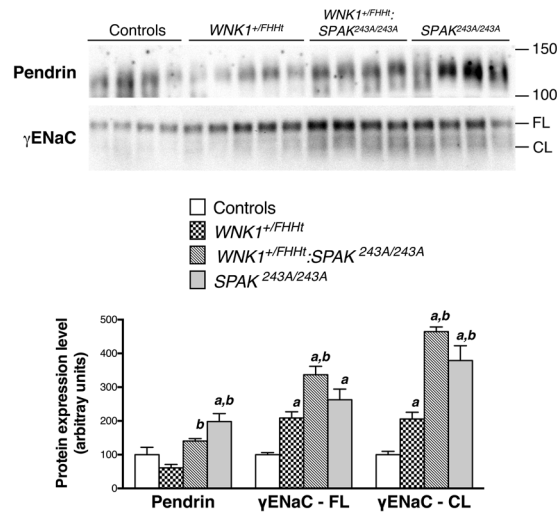 WNK1+/FHHt:
Controls WNK1+/FHHt SPAK243A/243A SPAK243A/243A
150
Pendrin
100
γENaC
FL
CL
Controls
WNK1+/FHHt
WNK1+/FHHt:SPAK 243A/243A
SPAK 243A/243A
Protein expression level
(arbitray units)
500
400
300
200
100
0
b
a,b
a
a,b
a
a
a,b
a,b
Pendrin γENaC - FL γENaC - CL